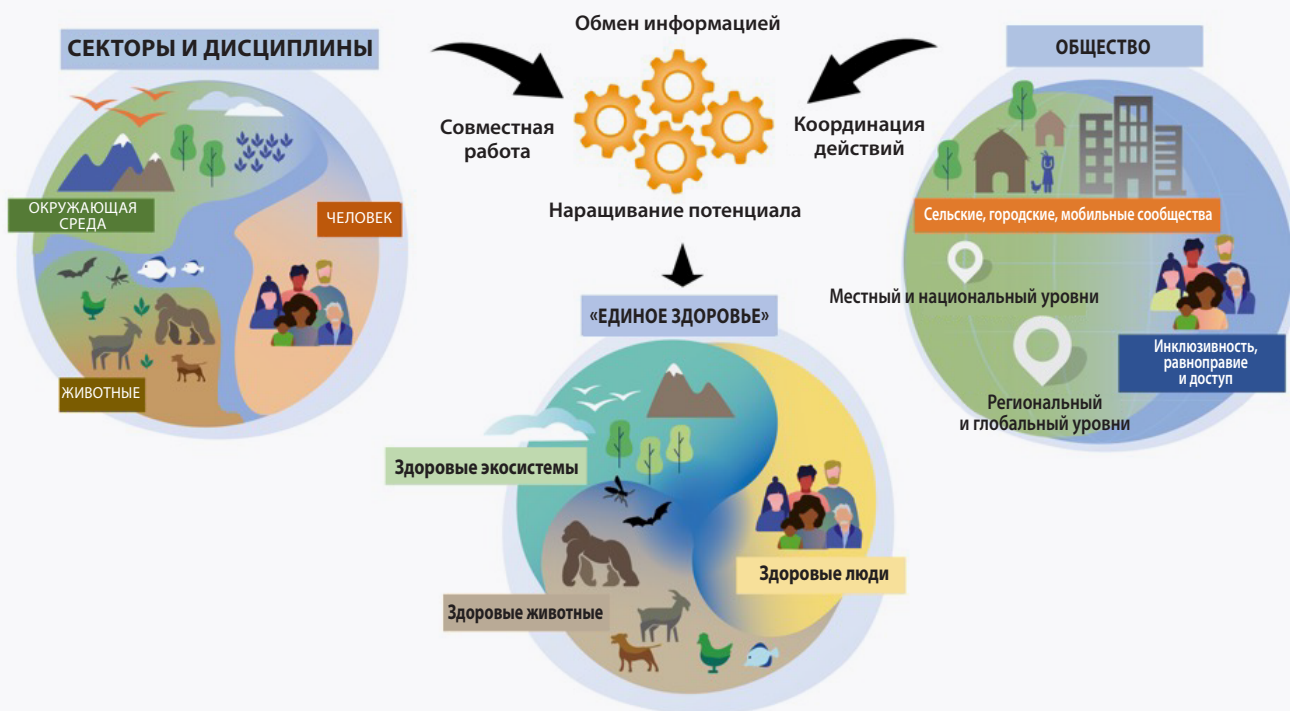 СЕКТОРЫ И ДИСЦИПЛИНЫ
ОКРУЖАЮЩАЯ
СРЕДА
ЧЕЛОВЕК
ЖИВОТНЫЕ
Обмен информацией
Совместная
работа
Координация
действий
Наращивание потенциала
ОБЩЕСТВО
Сельские, городские, мобильные сообщества
Местный и национальный уровни
Инклюзивность,
равноправие
и доступ
Региональный
и глобальный уровни
«ЕДИНОЕ ЗДОРОВЬЕ»
Здоровые экосистемы
Здоровые люди
Здоровые животные